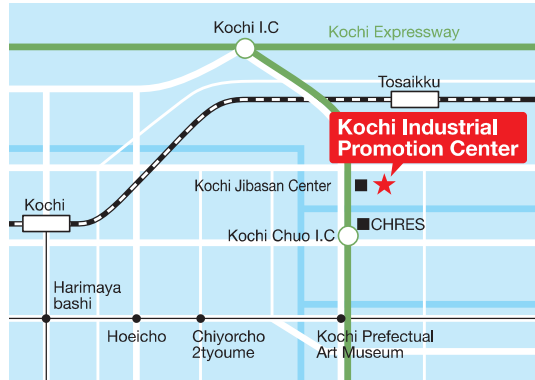 Kochi I.C
Kochi Expressway
Tosaikku
Kochi Industrial
Promotion Center
Kochi Jibasan Center
Kochi
CHRES
Kochi Chuo I.C
Harimaya
bashi
Hoeicho
Chiyorcho
2tyoume
Kochi Prefectual
Art Museum